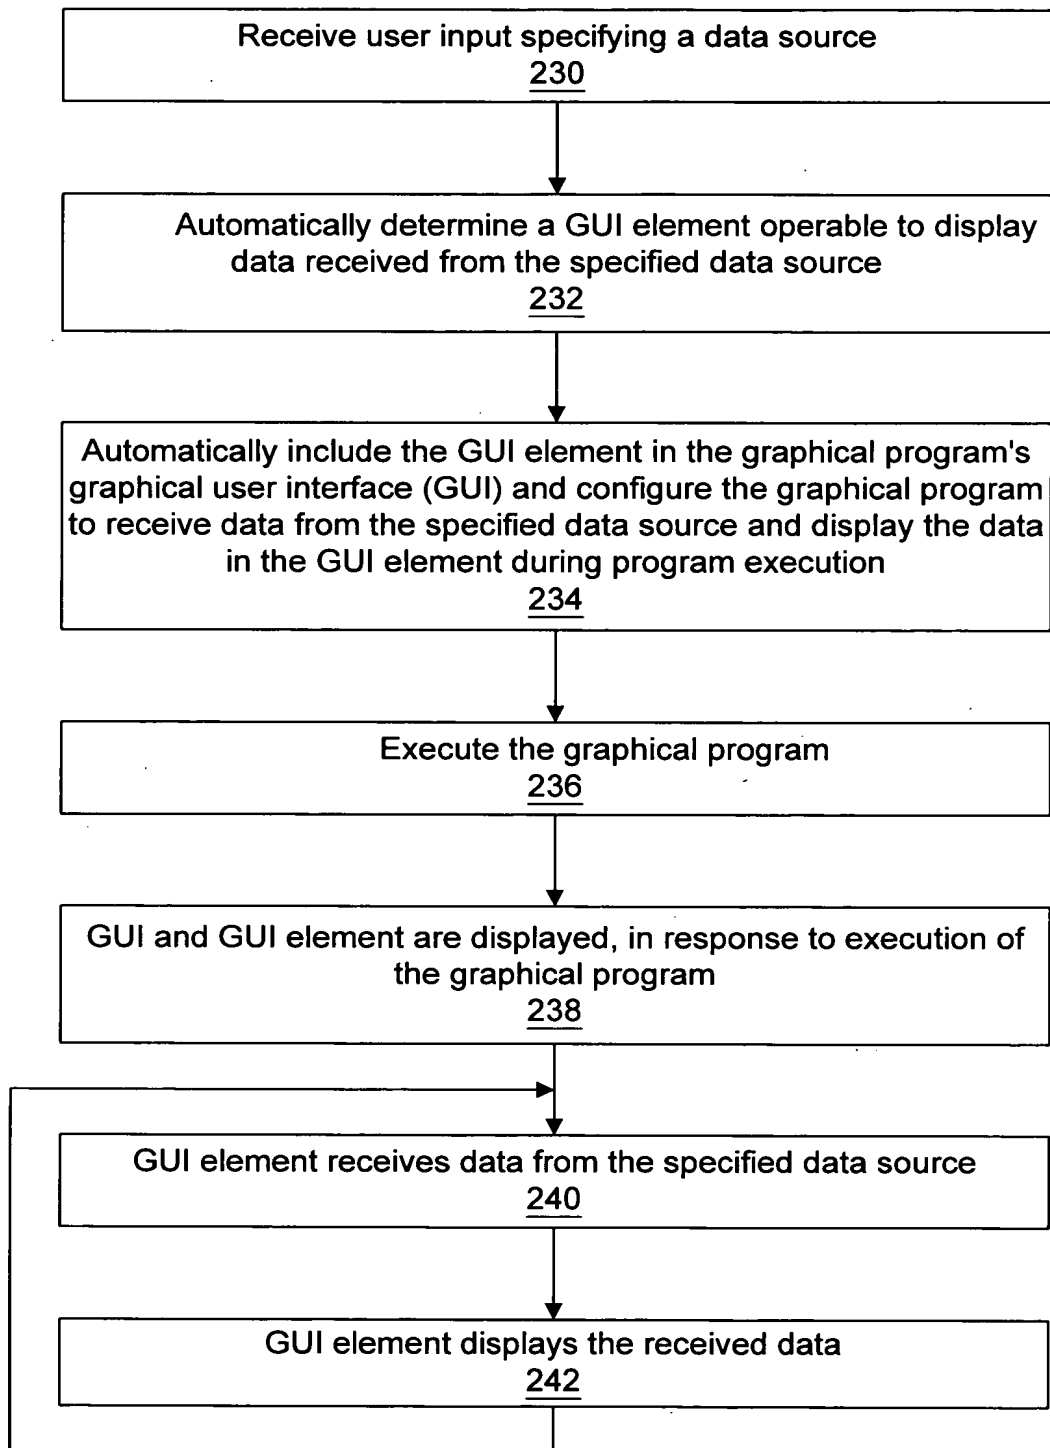 Receive user input specifying a data source
230
Automatically determine a GUI element operable to display
data received from the specified data source
232
Automatically include the GUI element in the graphical program's
graphical user interface (GUI) and configure the graphical program
to receive data from the specified data source and display the data
in the GUI element during program execution
234
Execute the graphical program
236
GUI and GUI element are displayed, in response to execution of
the graphical program
238
GUI element receives data from the specified data source
240
GUI element displays the received data
242